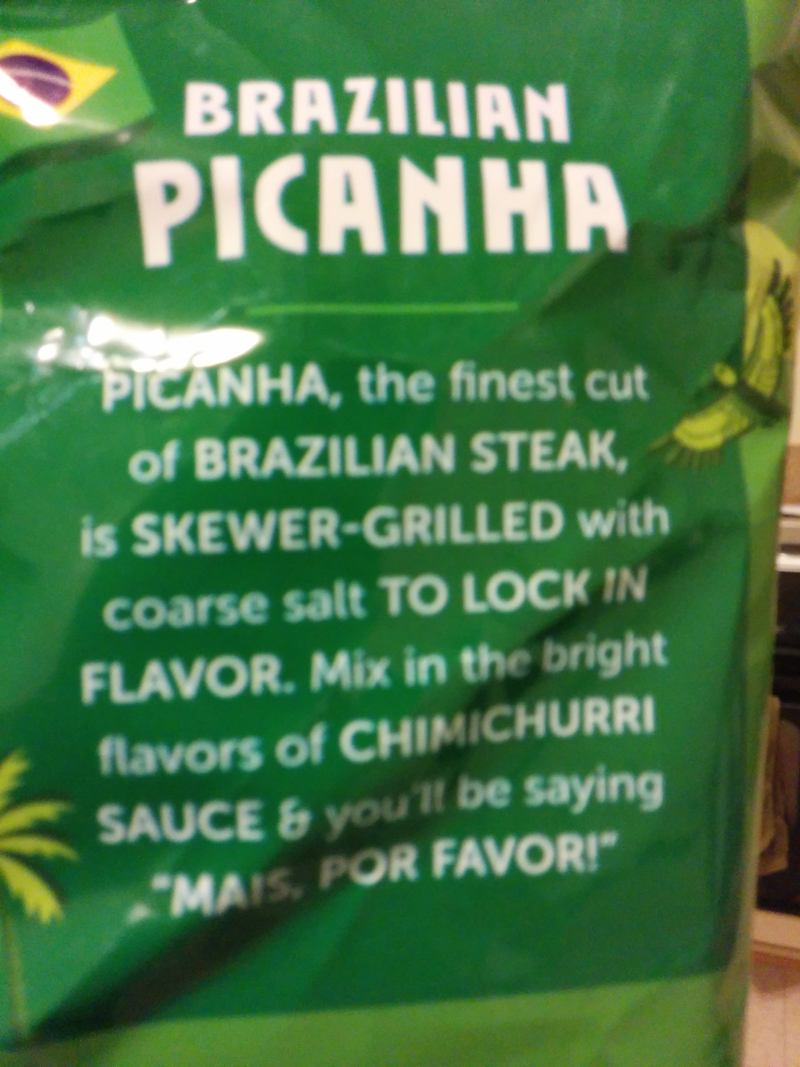 BRAZILIAN
PICANHA
PICANHA, the finest cut
of BRAZILIAN STEAK,
is SKEWER-GRILLED with
coarse salt TO LOCK IN
FLAVOR. Mix in the bright
flavors of CHIMICHURRI
SAUCE & you'll be saying
"MAIS, POR FAVOR!"